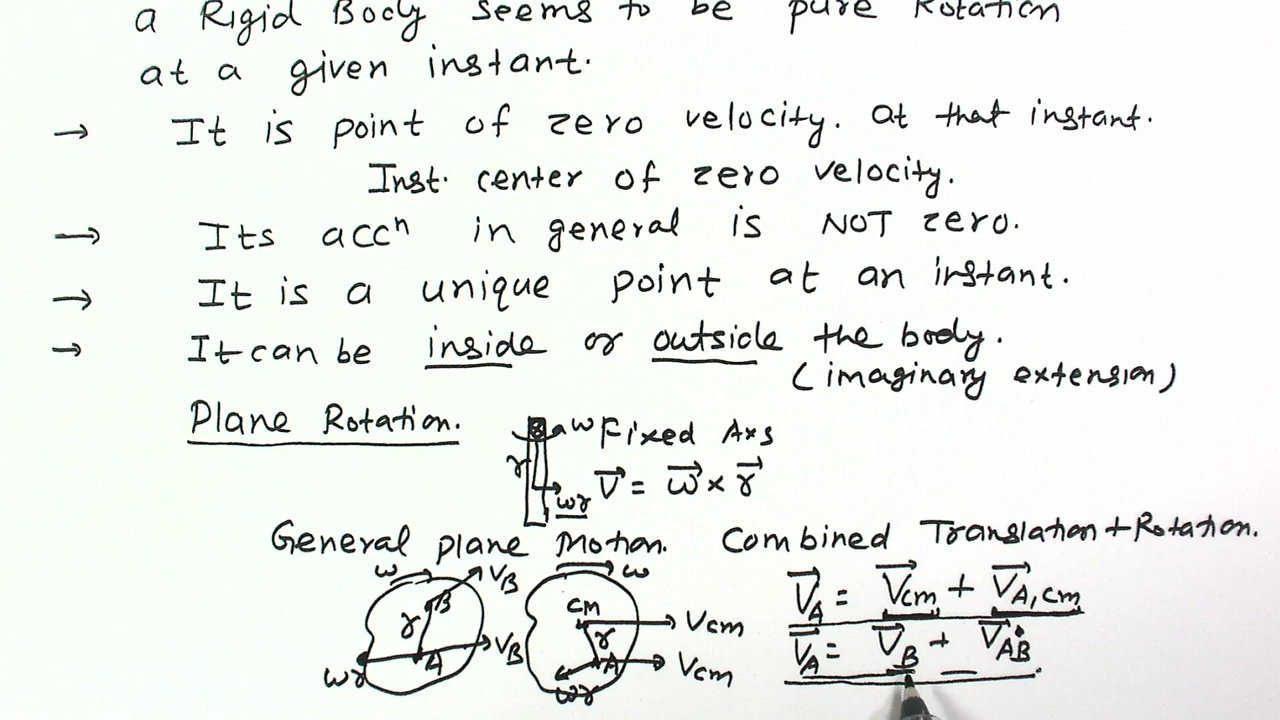 a Rigid Body seems to be pure Rotation
at a given instant.
→ It is point of zero velocity. at that instant.
Inst. center of zero velocity.
→ Its accⁿ in general is NOT zero.
→ It is a unique point at an instant.
→ It can be inside or outside the body.
(imaginary extension)
Plane Rotation.
ω Fixed Axs
r
ωr V⃗ = ω⃗ × r⃗
General plane Motion. Combined Translation + Rotation.
ω VB B r A VB ωr
ω CM Vcm r A Vcm ωr
V⃗A = V⃗cm + V⃗A,cm
V⃗A = V⃗B + V⃗AB.